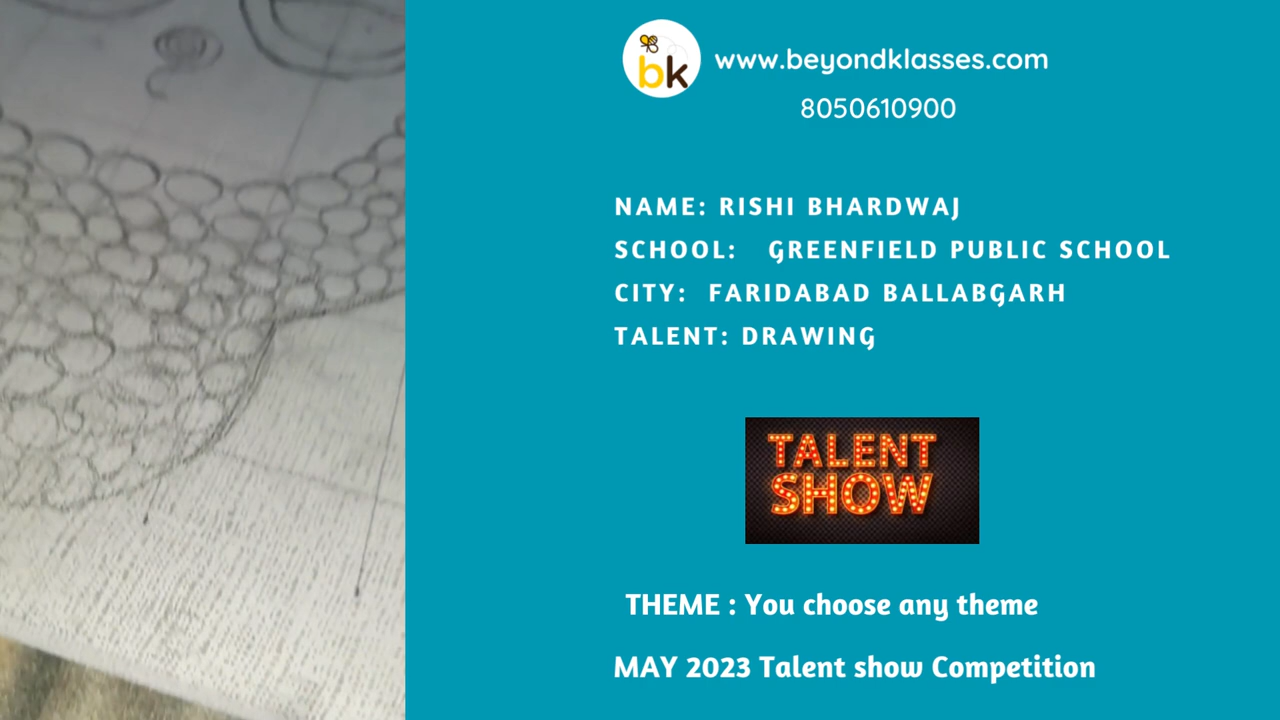 bk
www.beyondklasses.com
8050610900
NAME: RISHI BHARDWAJ
SCHOOL: GREENFIELD PUBLIC SCHOOL
CITY: FARIDABAD BALLABGARH
TALENT: DRAWING
TALENT
SHOW
THEME : You choose any theme
MAY 2023 Talent show Competition